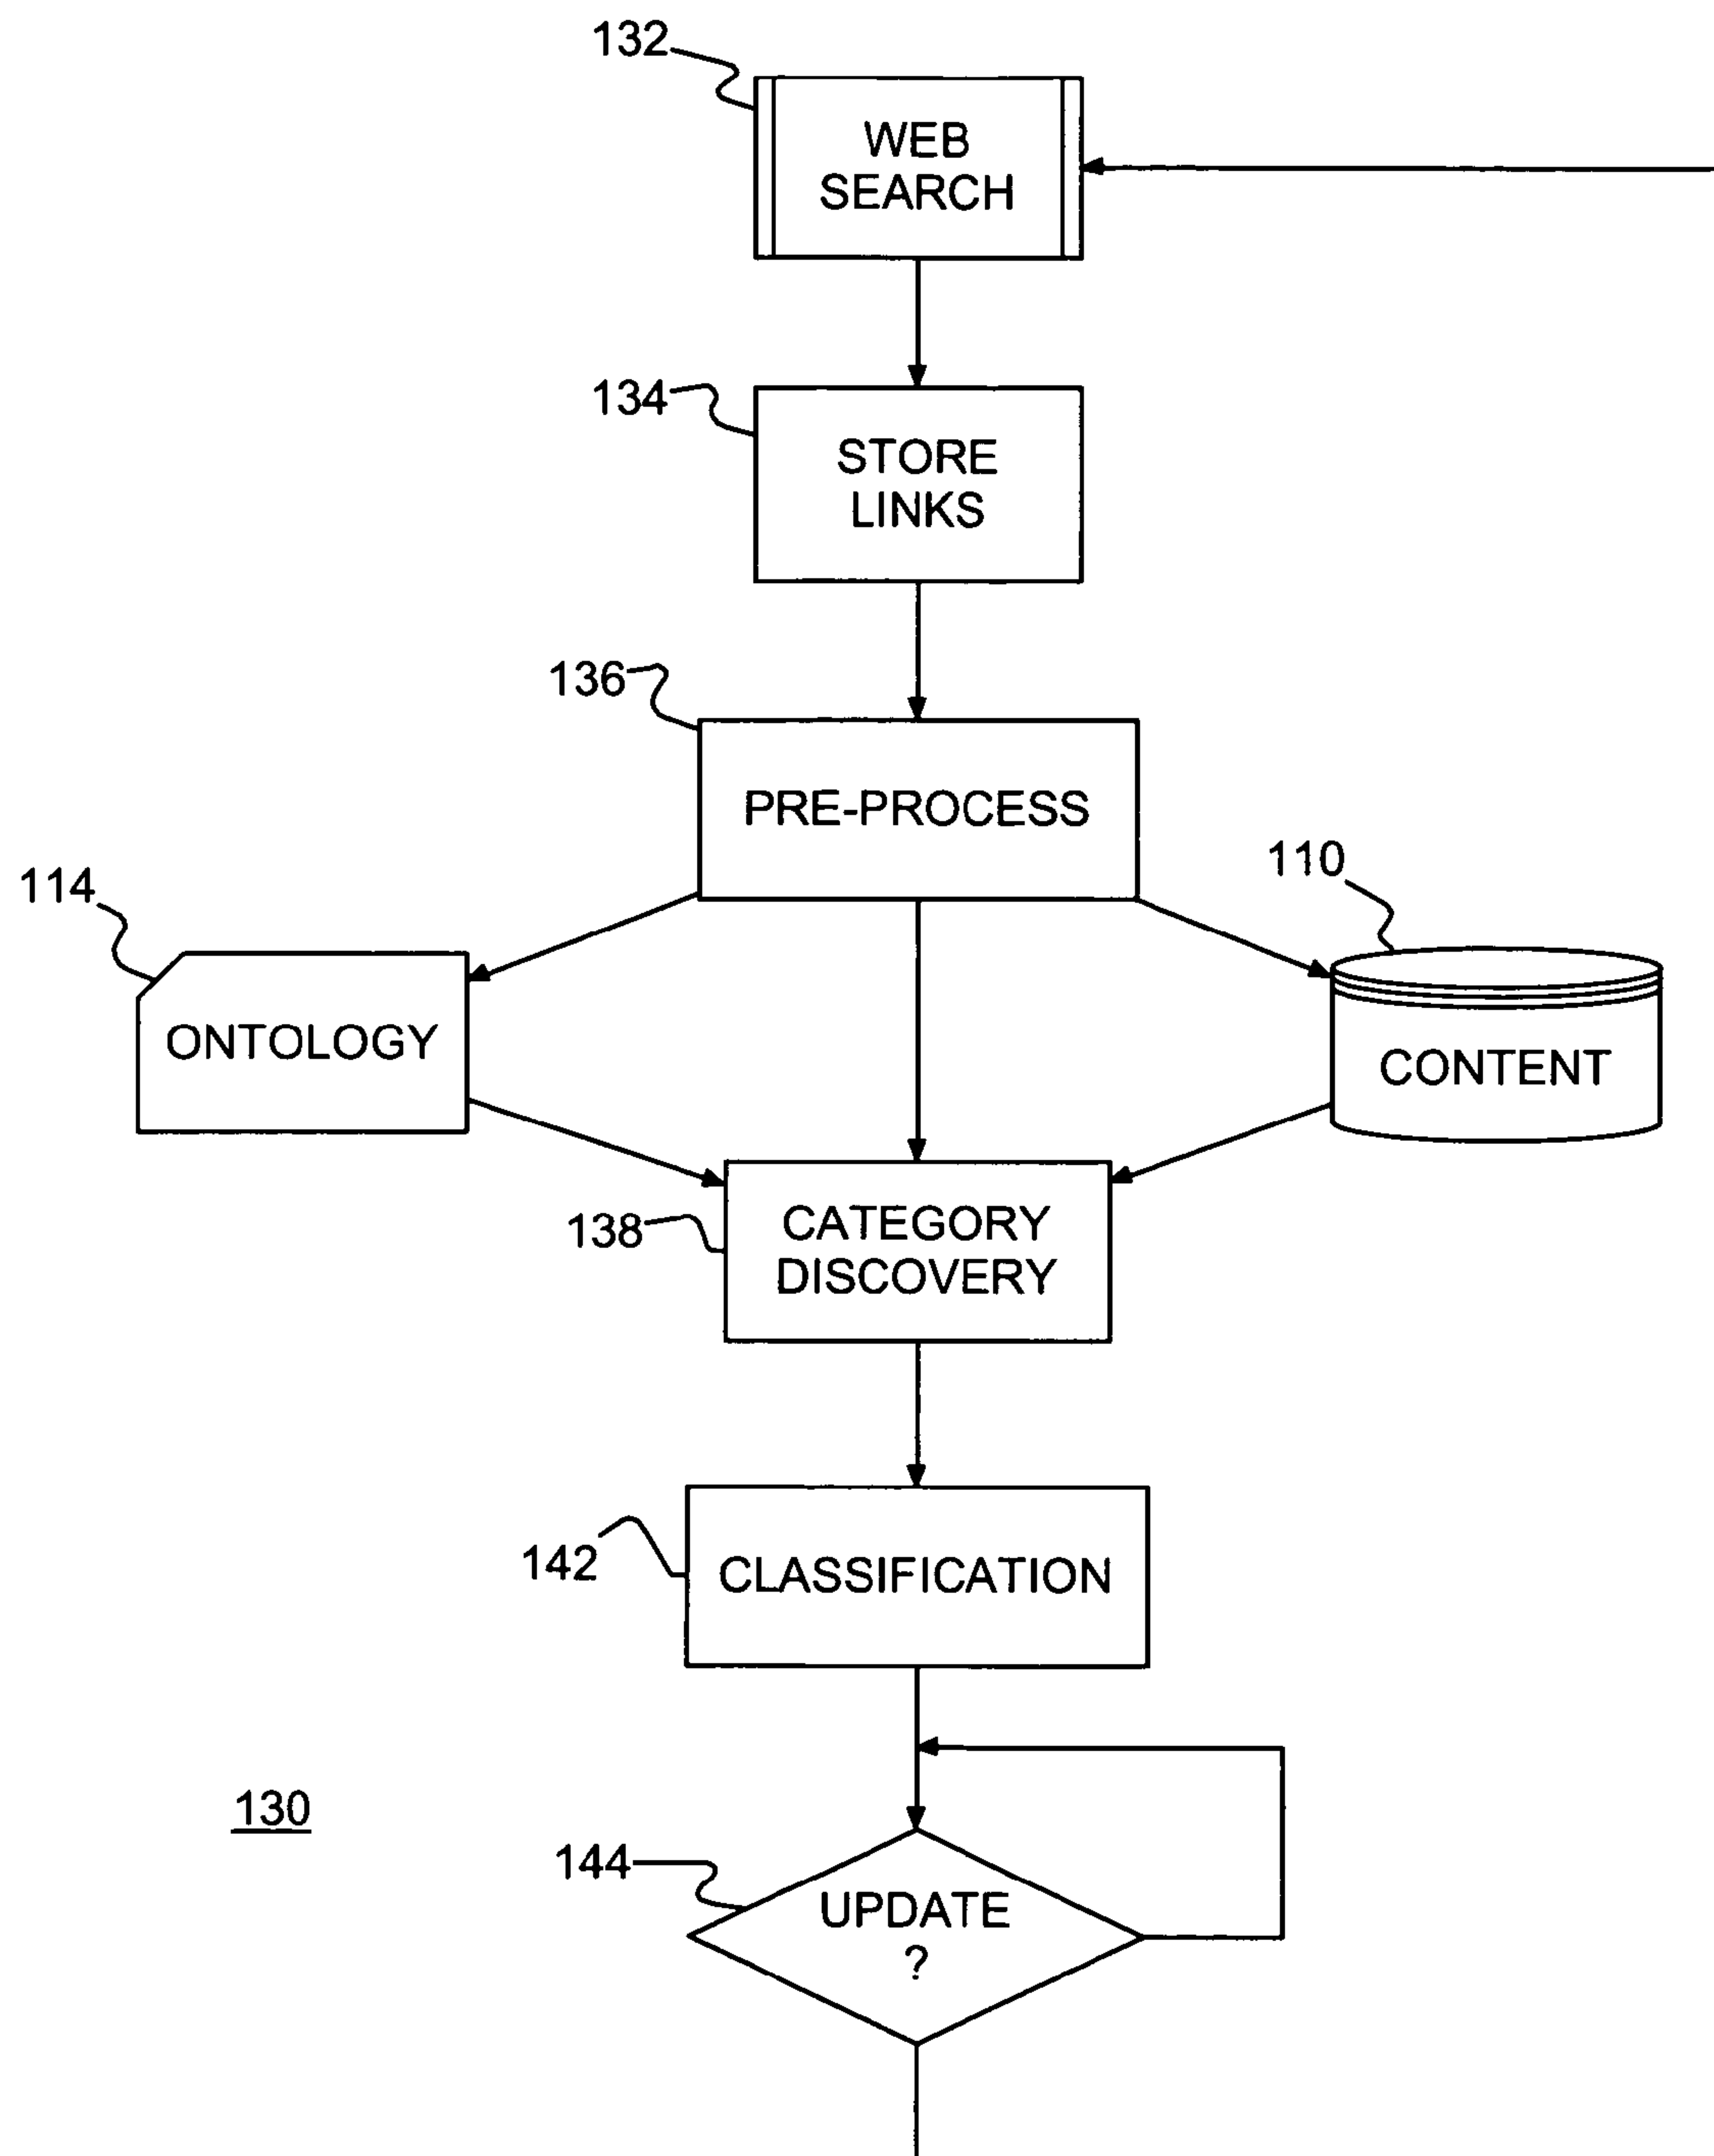 132
WEB
SEARCH
134
STORE
LINKS
136
PRE-PROCESS
114
110
ONTOLOGY
CONTENT
138
CATEGORY
DISCOVERY
142
CLASSIFICATION
130
144
UPDATE
?